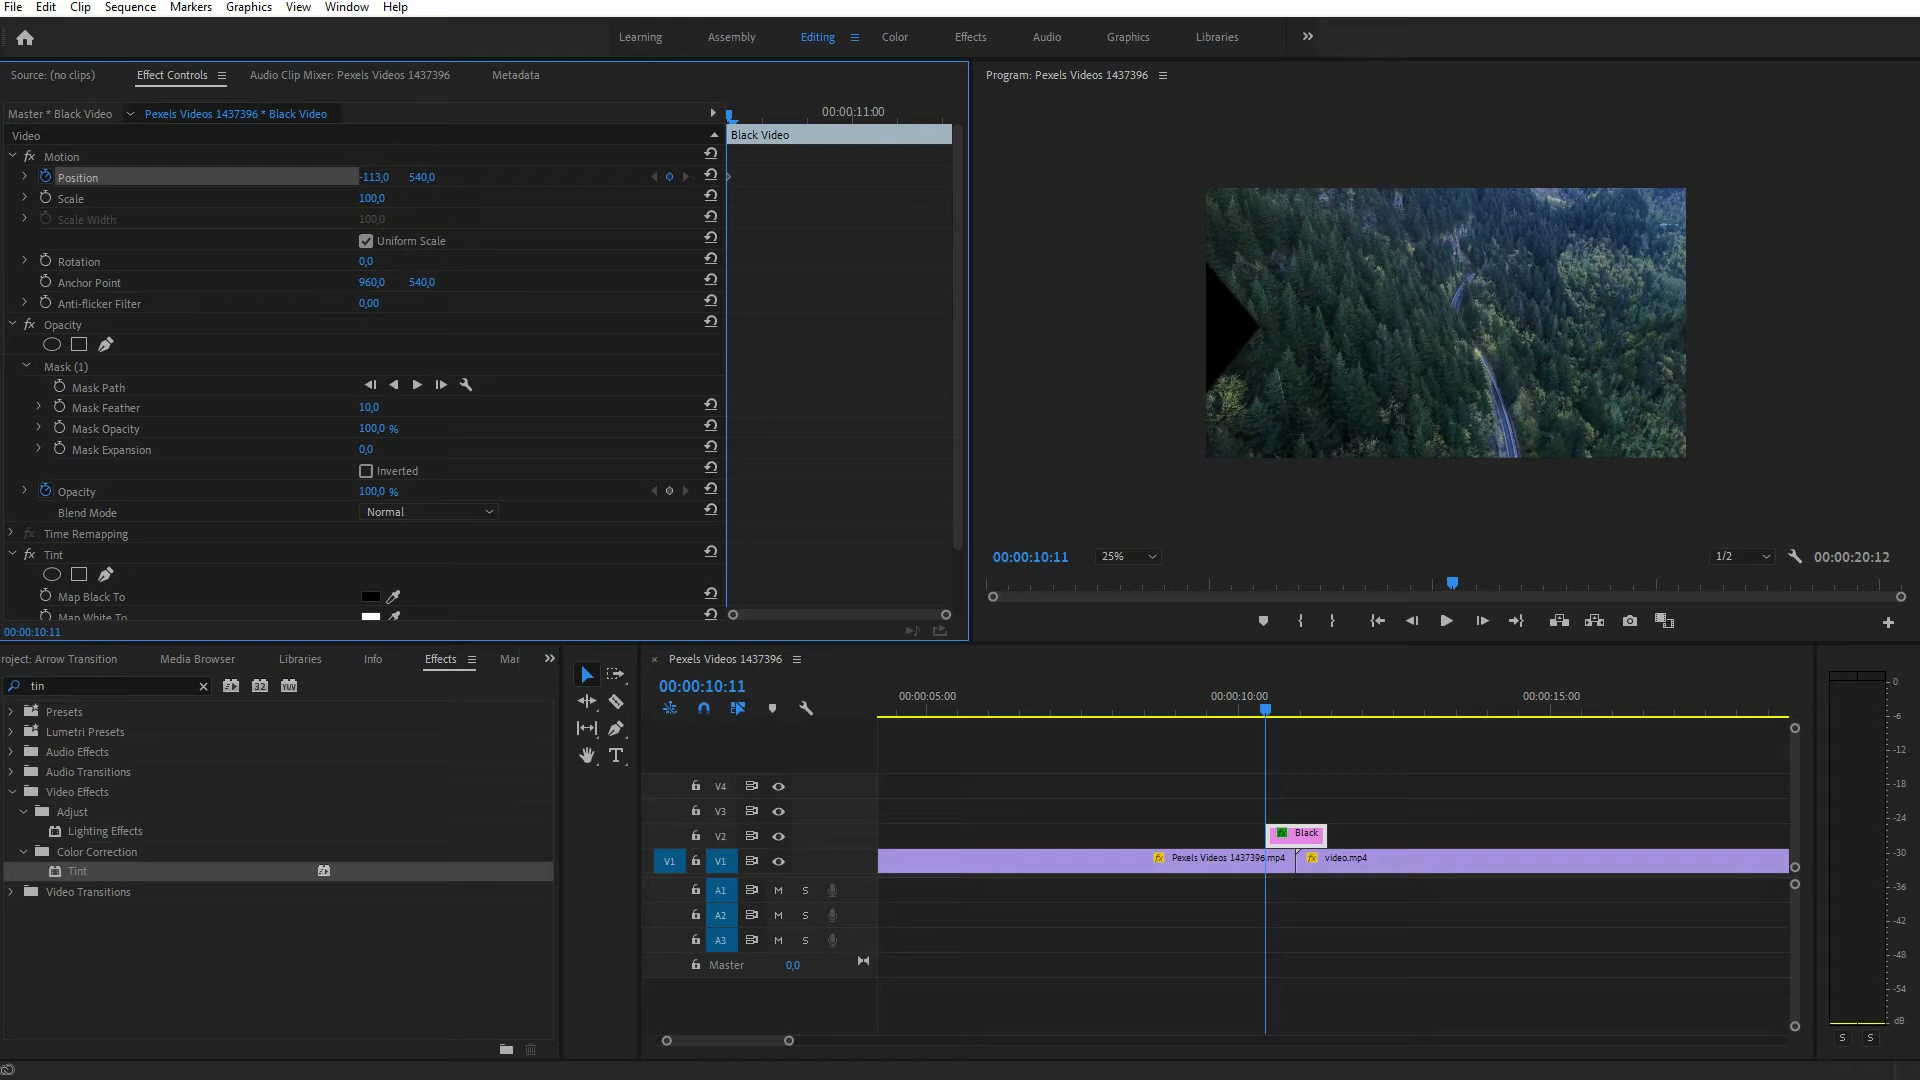 File Edit Clip Sequence Markers Graphics View Window Help
Learning Assembly Editing Color Effects Audio Graphics Libraries
Source: (no clips) Effect Controls Audio Clip Mixer: Pexels Videos 1437396 Metadata
Program: Pexels Videos 1437396
Master * Black Video Pexels Videos 1437396 * Black Video 00:00:11:00
Video Black Video
fx Motion
Position -113,0 540,0
Scale 100,0
Scale Width 100,0
Uniform Scale
Rotation 0,0
Anchor Point 960,0 540,0
Anti-flicker Filter 0,00
fx Opacity
Mask (1)
Mask Path
Mask Feather 10,0
Mask Opacity 100,0 %
Mask Expansion 0,0
Inverted
Opacity 100,0 %
Blend Mode Normal
fx Time Remapping
fx Tint
Map Black To
Map White To
00:00:10:11
00:00:10:11 25% 1/2 00:00:20:12
roject: Arrow Transition Media Browser Libraries Info Effects Mar
tin 32 YUV
Presets
Lumetri Presets
Audio Effects
Audio Transitions
Video Effects
Adjust
Lighting Effects
Color Correction
Tint
Video Transitions
T
× Pexels Videos 1437396
00:00:10:11
00:00:05:00 00:00:10:00 00:00:15:00
V4
V3
V2 fx Black
V1 V1 fx Pexels Videos 1437396.mp4 fx video.mp4
A1 M S
A2 M S
A3 M S
Master 0,0
0
-6
-12
-18
-24
-30
-36
-42
-48
-54
dB
S S